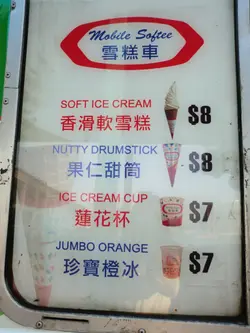 Mobile Softee
雪糕車
SOFT ICE CREAM
香滑軟雪糕
$8
NUTTY DRUMSTICK
果仁甜筒
$8
ICE CREAM CUP
蓮花杯
$7
JUMBO ORANGE
珍寶橙冰
$7